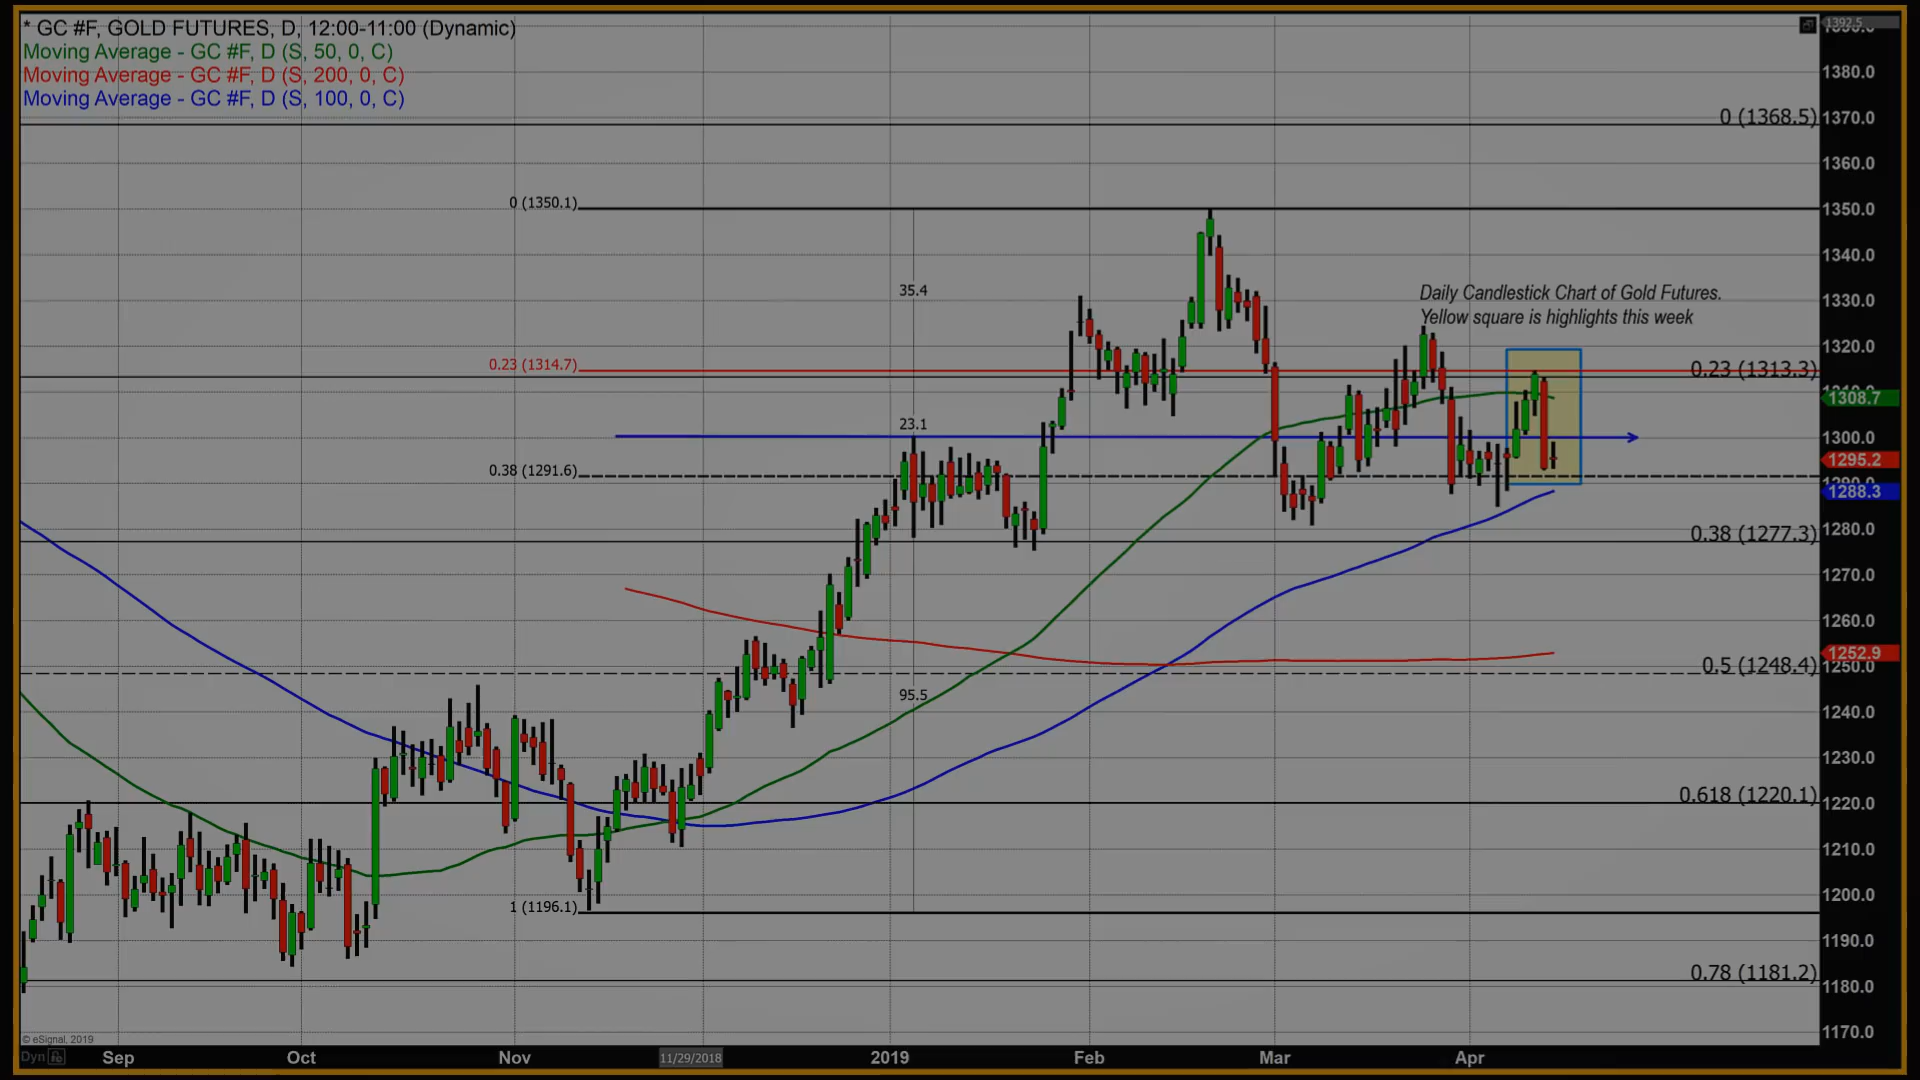 * GC #F, GOLD FUTURES, D, 12:00-11:00 (Dynamic)
Moving Average - GC #F, D (S, 50, 0, C)
Moving Average - GC #F, D (S, 200, 0, C)
Moving Average - GC #F, D (S, 100, 0, C)
1392.5
1380.0
0 (1368.5)
1370.0
1360.0
0 (1350.1)
1350.0
1340.0
35.4
Daily Candlestick Chart of Gold Futures.
1330.0
Yellow square is highlights this week
1320.0
0.23 (1314.7)
0.23 (1313.3)
1308.7
23.1
1300.0
1295.2
0.38 (1291.6)
1288.3
0.38 (1277.3)
1280.0
1270.0
1260.0
1252.9
0.5 (1248.4)
1250.0
95.5
1240.0
1230.0
0.618 (1220.1)
1220.0
1210.0
1200.0
1 (1196.1)
1190.0
0.78 (1181.2)
1180.0
1170.0
© eSignal, 2019
Dyn
Sep
Oct
Nov
11/29/2018
2019
Feb
Mar
Apr